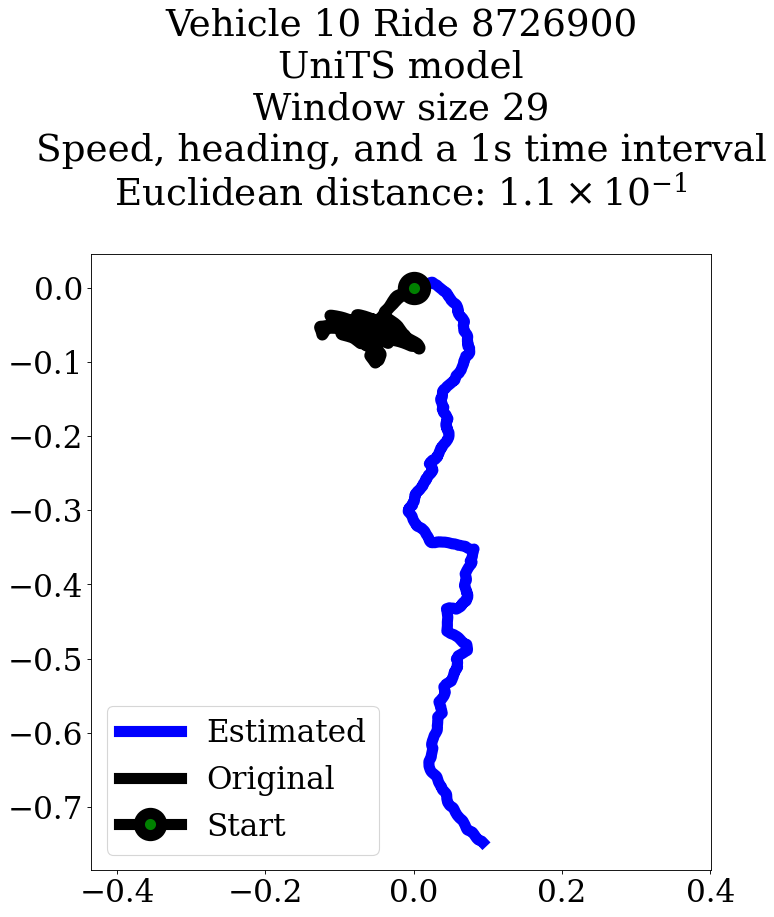 Vehicle 10 Ride 8726900
UniTS model
Window size 29
Speed, heading, and a 1s time interval
Euclidean distance: 1.1 × 10⁻¹
0.0
−0.1
−0.2
−0.3
−0.4
−0.5
−0.6
−0.7
Estimated
Original
Start
−0.4 −0.2 0.0 0.2 0.4